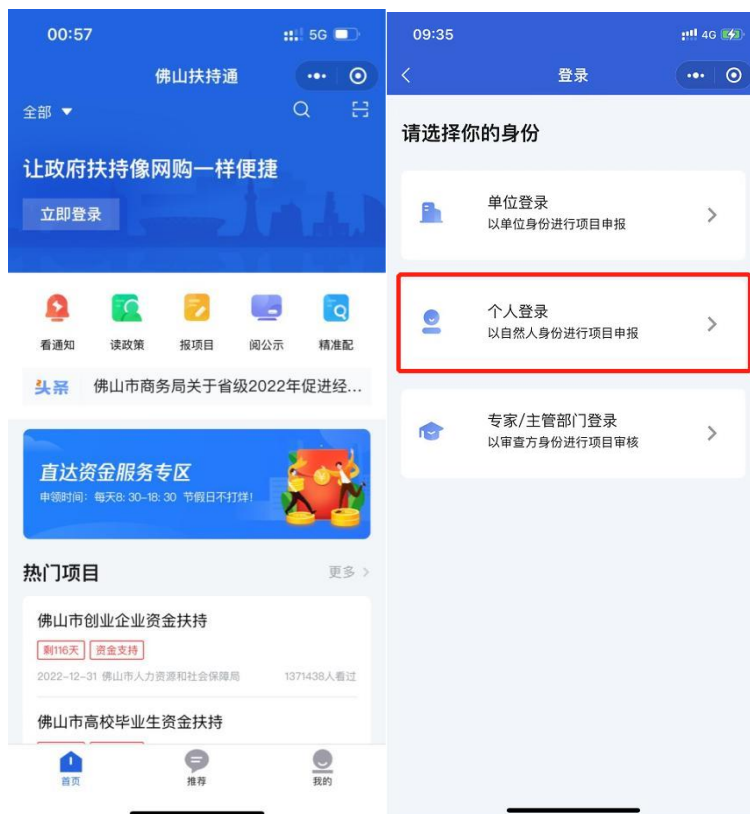 00:57
5G
佛山扶持通
全部
让政府扶持像网购一样便捷
立即登录
看通知
读政策
报项目
阅公示
精准配
头条
佛山市商务局关于省级2022年促进经...
直达资金服务专区
申领时间：每天8:30-18:30 节假日不打烊！
热门项目
更多
佛山市创业企业资金扶持
剩116天
资金支持
2022-12-31 佛山市人力资源和社会保障局
1371438人看过
佛山市高校毕业生资金扶持
首页
推荐
我的
09:35
4G
登录
请选择你的身份
单位登录
以单位身份进行项目申报
个人登录
以自然人身份进行项目申报
专家/主管部门登录
以审查方身份进行项目审核